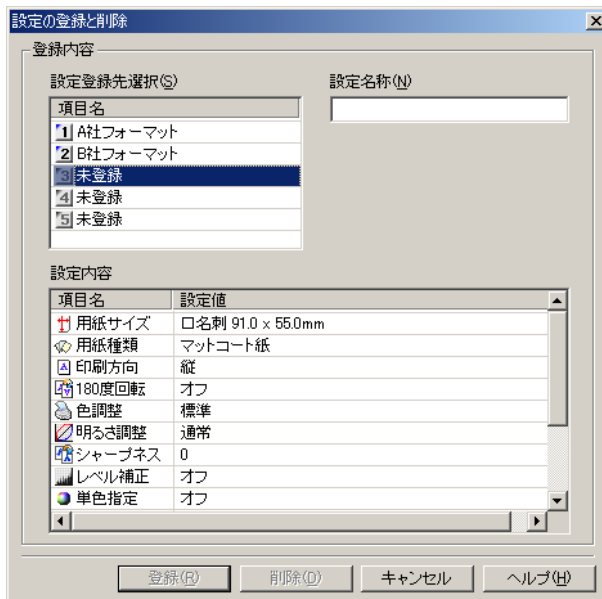 設定の登録と削除
登録内容
設定登録先選択(S)
設定名称(N)
項目名
1 A社フォーマット
2 B社フォーマット
3 未登録
4 未登録
5 未登録
設定内容
項目名 設定値
用紙サイズ 口名刺 91.0 x 55.0mm
用紙種類 マットコート紙
印刷方向 縦
180度回転 オフ
色調整 標準
明るさ調整 通常
シャープネス 0
レベル補正 オフ
単色指定 オフ
登録(R) 削除(D) キャンセル ヘルプ(H)